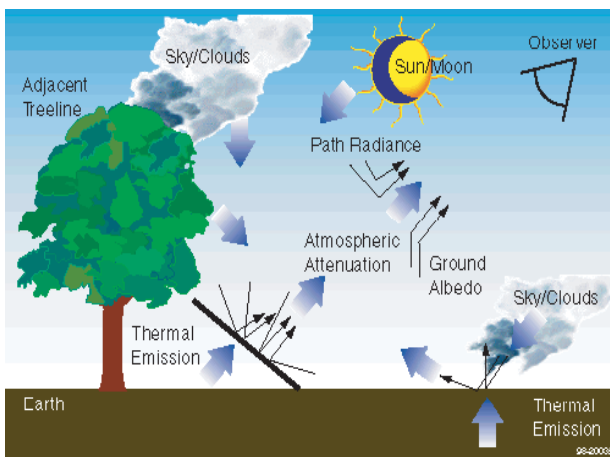 Sky/Clouds
Observer
Sun/Moon
Adjacent
Treeline
Path Radiance
Atmospheric
Attenuation
Ground
Albedo
Sky/Clouds
Thermal
Emission
Earth
Thermal
Emission